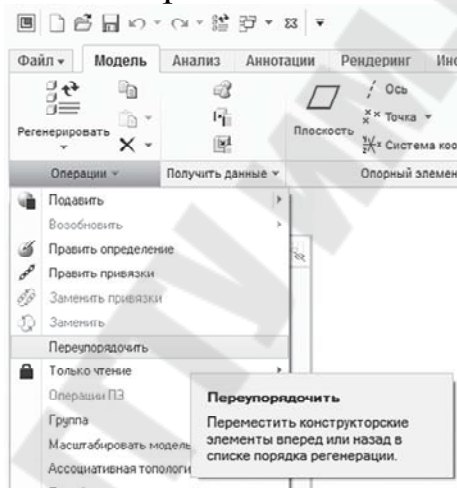 Файл Модель Анализ Аннотации Рендеринг
Регенерировать
Плоскость
Ось
Точка
Система коо
Операции Получить данные Опорный элемен
Подавить
Возобновить
Править определение
Править привязки
Заменить привязки
Заменить
Переупорядочить
Только чтение
Операции ПЗ
Группа
Масштабировать модель
Ассоциативная топологи
Переупорядочить
Переместить конструкторские
элементы вперед или назад в
списке порядка регенерации.